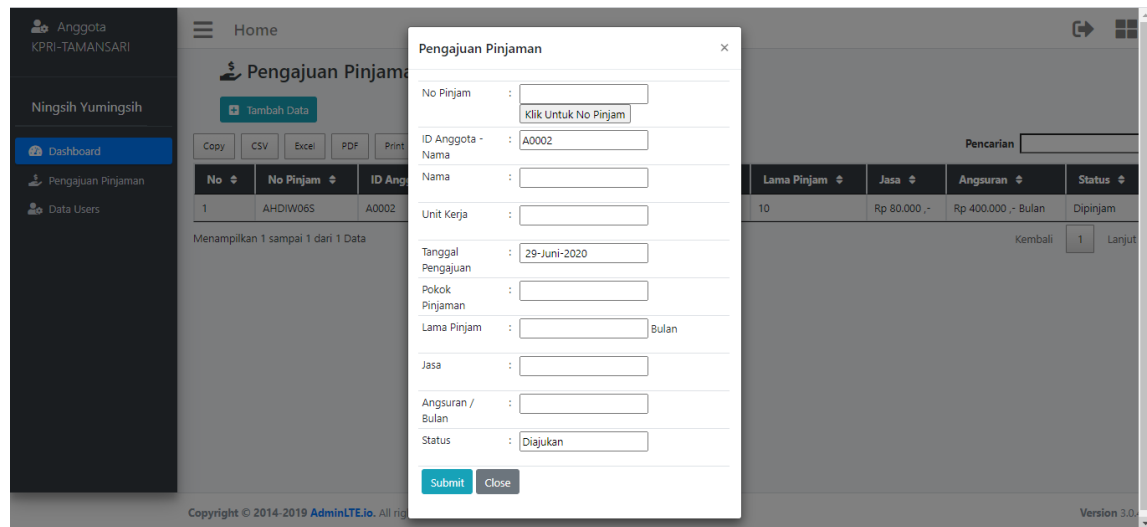 Anggota
KPRI-TAMANSARI
Ningsih Yumingsih
Dashboard
Pengajuan Pinjaman
Data Users
Home
Pengajuan Pinjama
Tambah Data
Copy CSV Excel PDF Print
Pencarian
No No Pinjam ID Ang Lama Pinjam Jasa Angsuran Status
1 AHDIW06S A0002 10 Rp 80.000 ,- Rp 400.000 ,- Bulan Dipinjam
Menampilkan 1 sampai 1 dari 1 Data
Kembali 1 Lanjut
Pengajuan Pinjaman ×
No Pinjam :
Klik Untuk No Pinjam
ID Anggota - : A0002
Nama
Nama :
Unit Kerja :
Tanggal : 29-Juni-2020
Pengajuan
Pokok :
Pinjaman
Lama Pinjam : Bulan
Jasa :
Angsuran / :
Bulan
Status : Diajukan
Submit Close
Copyright © 2014-2019 AdminLTE.io. All rig
Version 3.0.